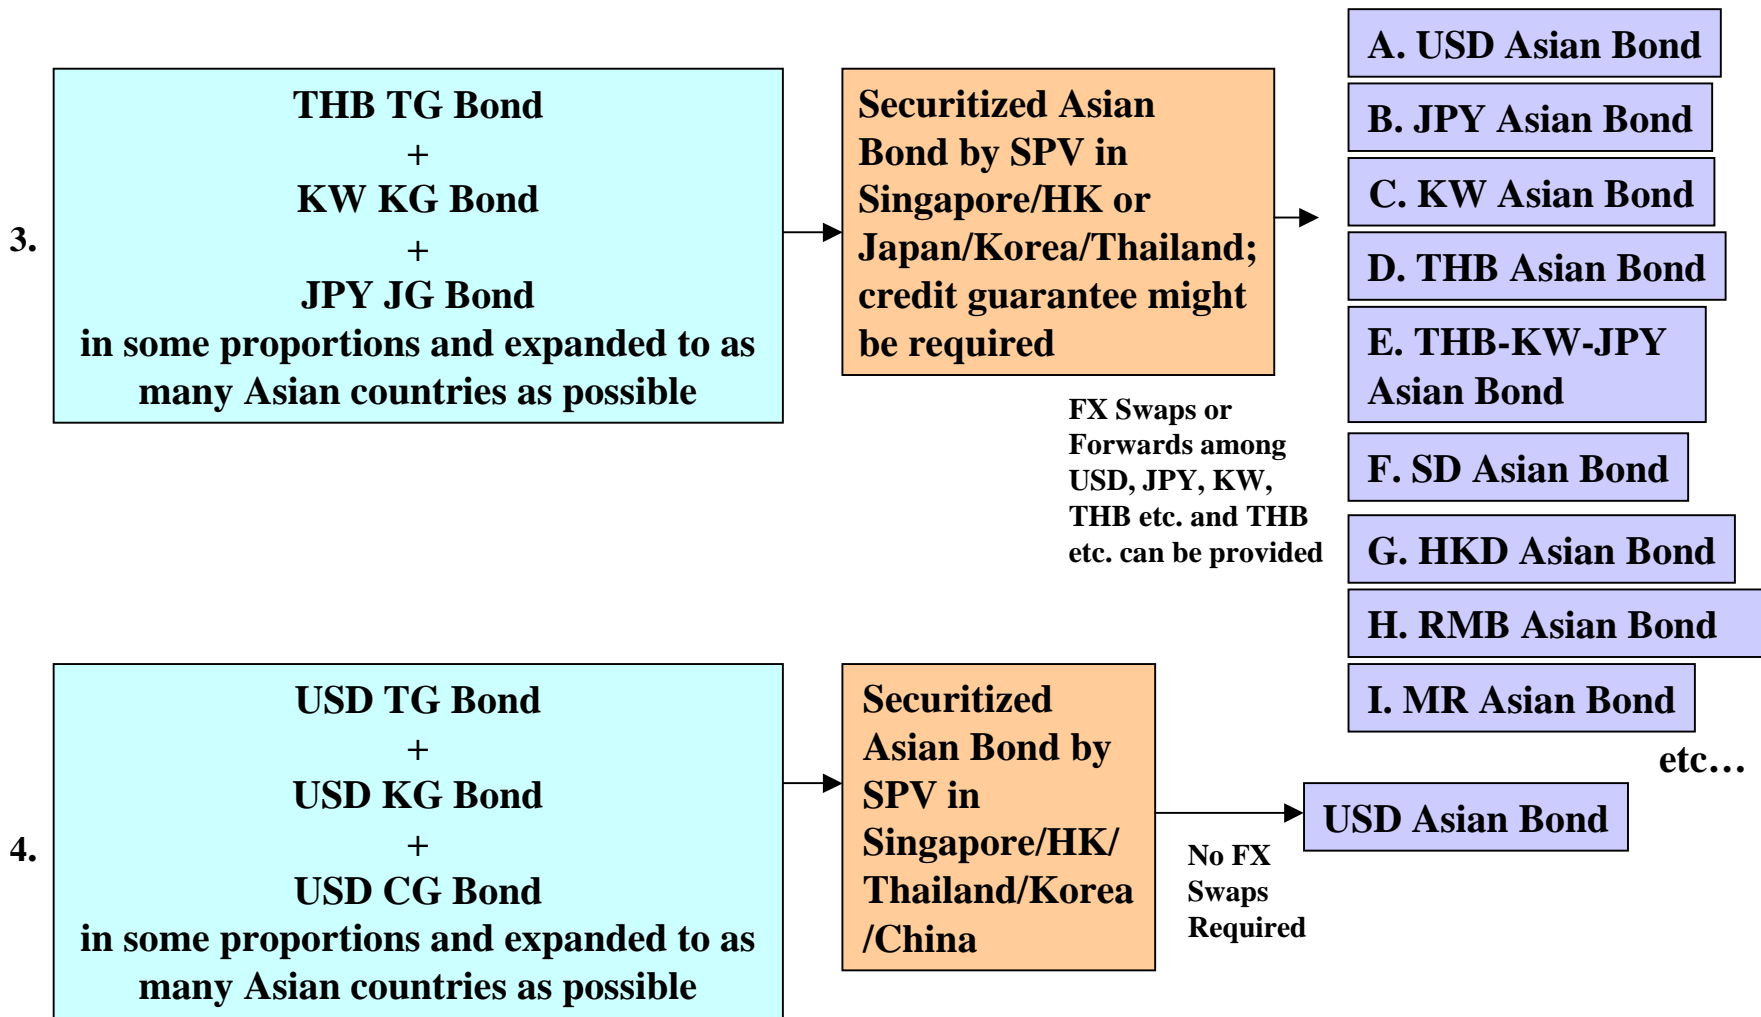 3.
THB TG Bond
+
KW KG Bond
+
JPY JG Bond
in some proportions and expanded to as
many Asian countries as possible
Securitized Asian
Bond by SPV in
Singapore/HK or
Japan/Korea/Thailand;
credit guarantee might
be required
FX Swaps or
Forwards among
USD, JPY, KW,
THB etc. and THB
etc. can be provided
A. USD Asian Bond
B. JPY Asian Bond
C. KW Asian Bond
D. THB Asian Bond
E. THB-KW-JPY
Asian Bond
F. SD Asian Bond
G. HKD Asian Bond
H. RMB Asian Bond
I. MR Asian Bond
etc…
4.
USD TG Bond
+
USD KG Bond
+
USD CG Bond
in some proportions and expanded to as
many Asian countries as possible
Securitized
Asian Bond by
SPV in
Singapore/HK/
Thailand/Korea
/China
No FX
Swaps
Required
USD Asian Bond